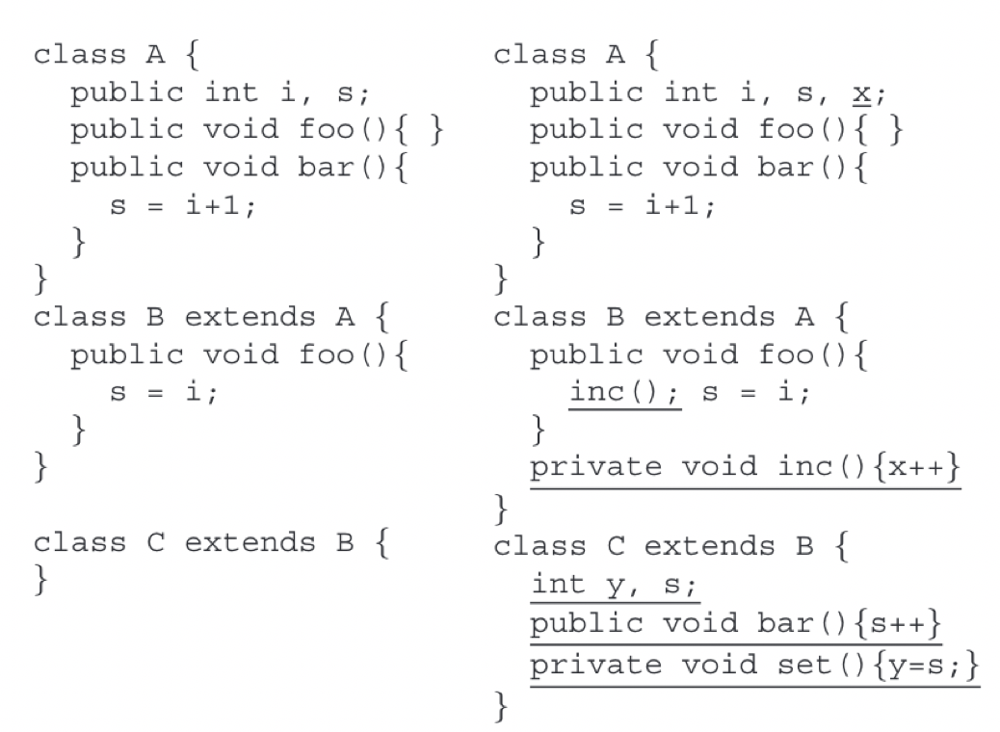 class A {
public int i, s;
public void foo(){ }
public void bar(){
s = i+1;
}
}
class B extends A {
public void foo(){
s = i;
}
}
class C extends B {
}
class A {
public int i, s, x;
public void foo(){ }
public void bar(){
s = i+1;
}
}
class B extends A {
public void foo(){
inc(); s = i;
}
private void inc(){x++}
}
class C extends B {
int y, s;
public void bar(){s++}
private void set(){y=s;}
}